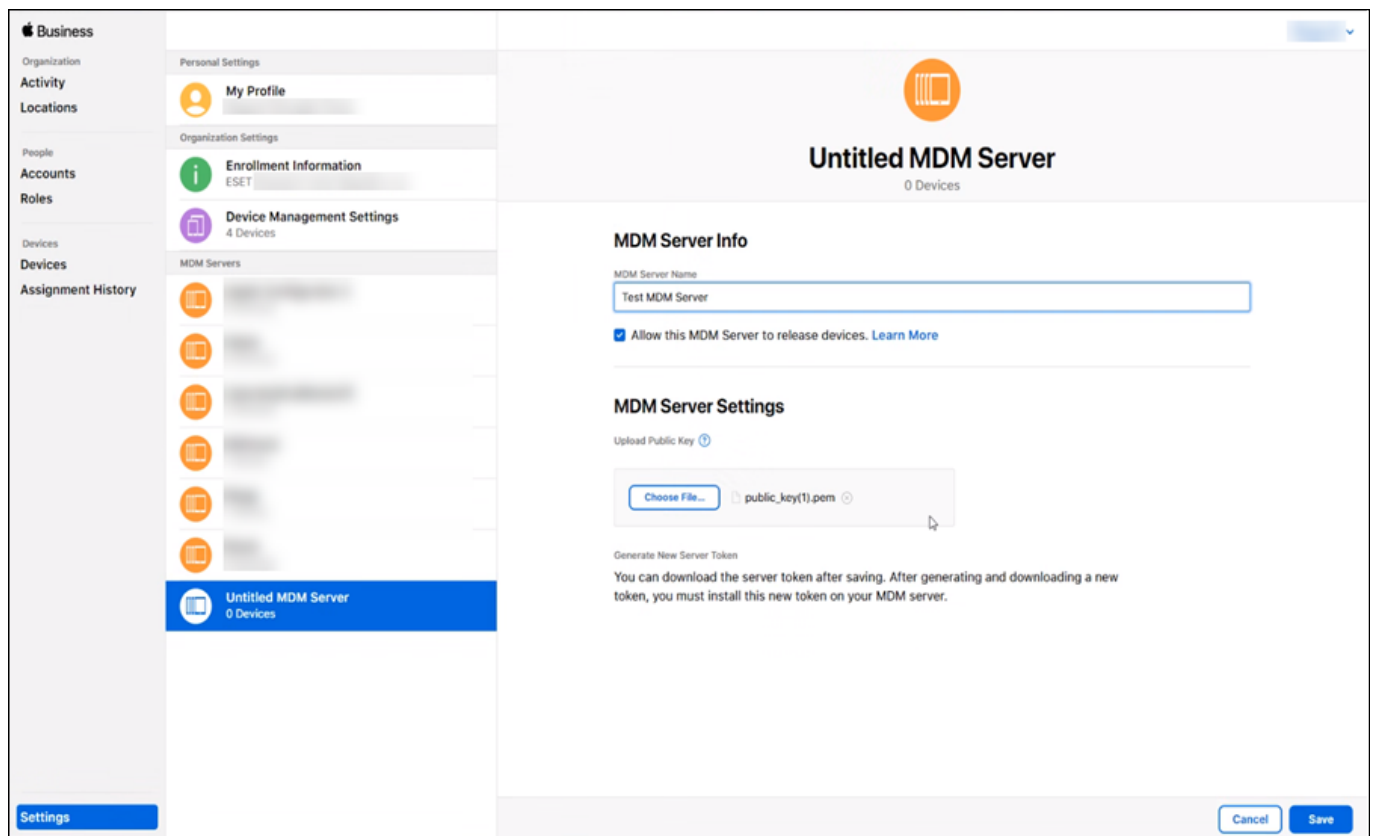 Business
Organization
Activity
Locations
People
Accounts
Roles
Devices
Devices
Assignment History
Settings
Personal Settings
My Profile
Organization Settings
Enrollment Information
ESET
Device Management Settings
4 Devices
MDM Servers
Untitled MDM Server
0 Devices
Untitled MDM Server
0 Devices
MDM Server Info
MDM Server Name
Test MDM Server
Allow this MDM Server to release devices. Learn More
MDM Server Settings
Upload Public Key ?
Choose File... public_key(1).pem
Generate New Server Token
You can download the server token after saving. After generating and downloading a new
token, you must install this new token on your MDM server.
Cancel Save